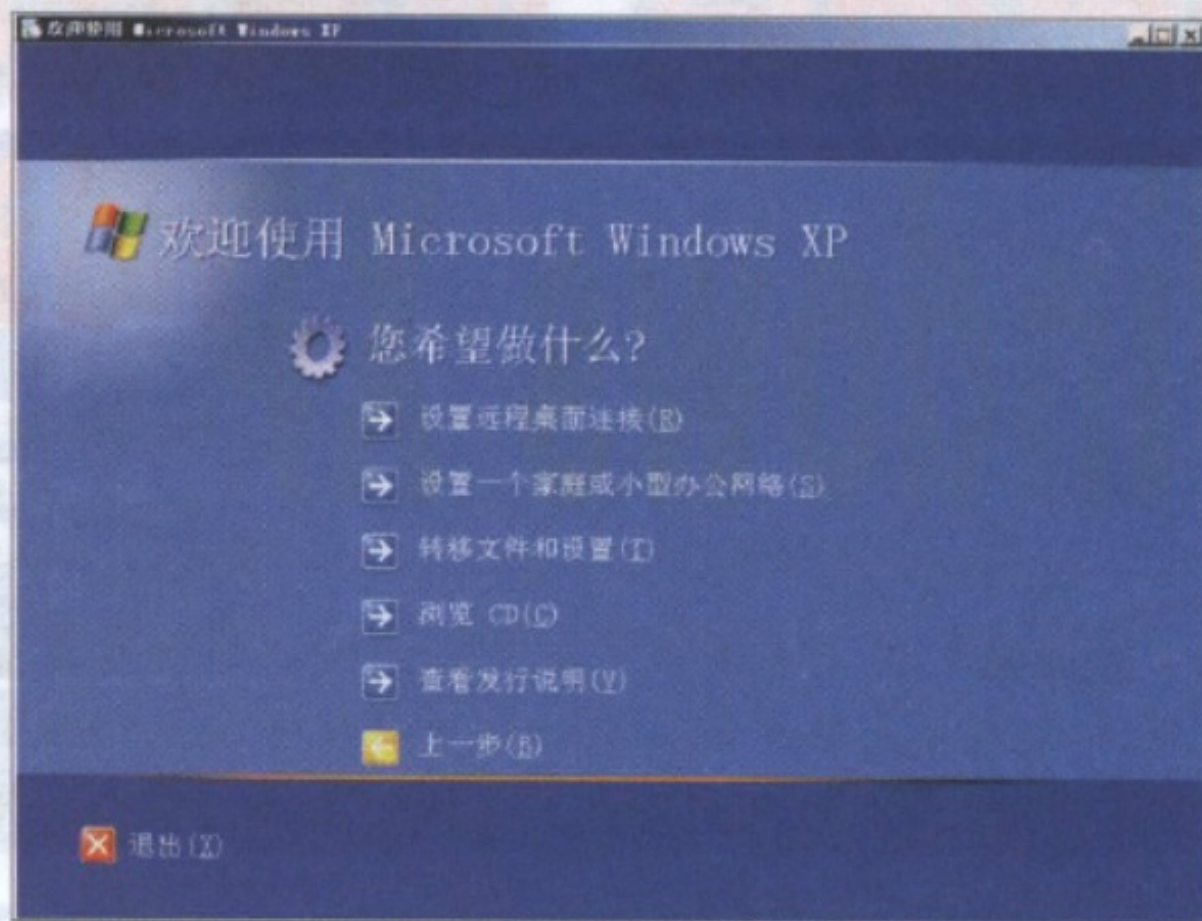 欢迎使用 Microsoft Windows XP
欢迎使用 Microsoft Windows XP
您希望做什么?
设置远程桌面连接(R)
设置一个家庭或小型办公网络(S)
转移文件和设置(T)
浏览 CD(C)
查看发行说明(V)
上一步(B)
退出(X)